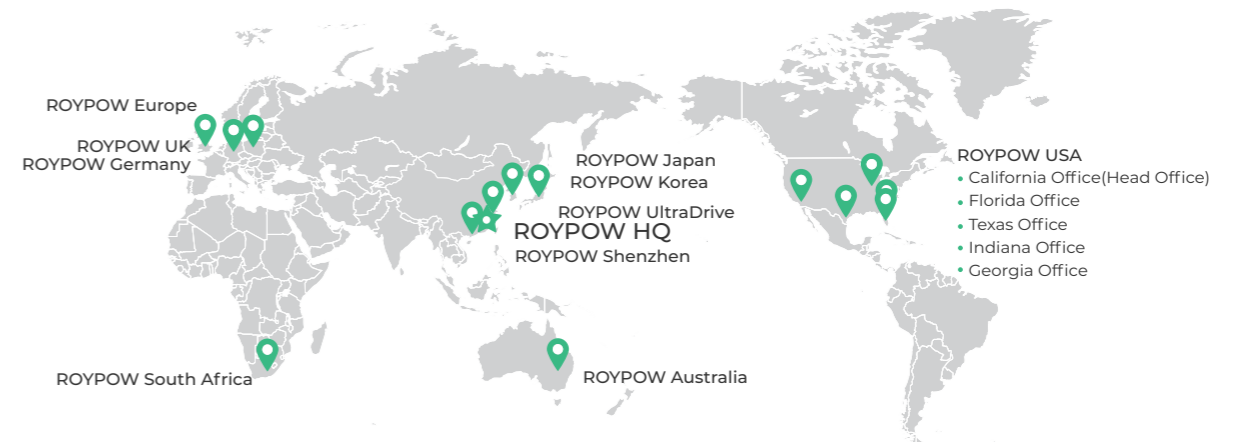 ROYPOW Europe
ROYPOW UK
ROYPOW Germany
ROYPOW South Africa
ROYPOW Japan
ROYPOW Korea
ROYPOW UltraDrive
ROYPOW HQ
ROYPOW Shenzhen
ROYPOW Australia
ROYPOW USA
• California Office(Head Office)
• Florida Office
• Texas Office
• Indiana Office
• Georgia Office